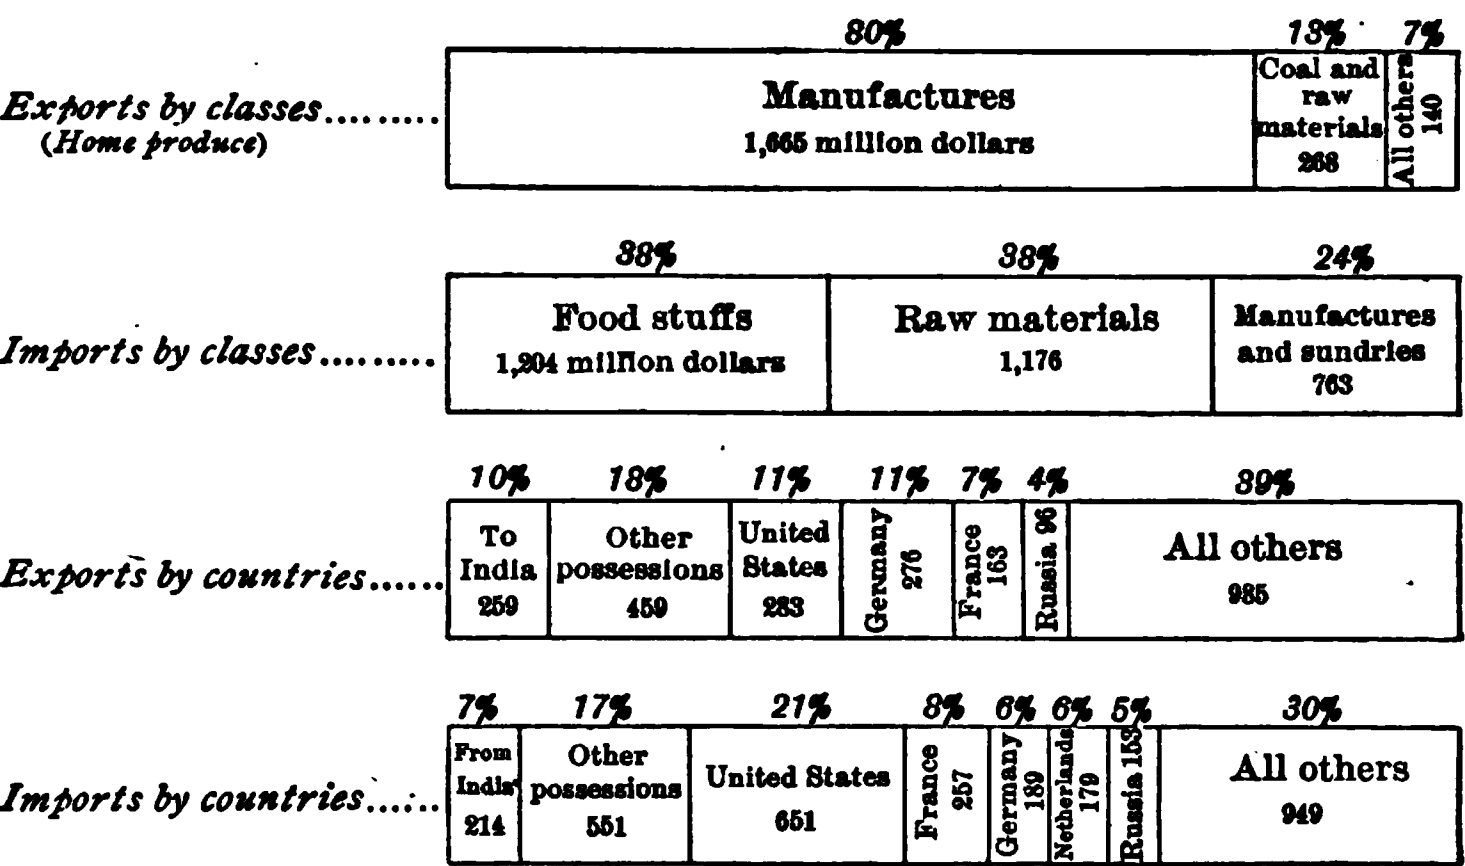 80% 13% 7%
Exports by classes.........
(Home produce)
Manufactures
1,665 million dollars
Coal and
raw
materials
268
All others
140
38% 38% 24%
Imports by classes.........
Food stuffs
1,204 million dollars
Raw materials
1,176
Manufactures
and sundries
763
10% 18% 11% 11% 7% 4% 39%
Exports by countries......
To
India
259
Other
possessions
459
United
States
283
Germany
276
France
163
Russia 96
All others
985
7% 17% 21% 8% 6% 6% 5% 30%
Imports by countries......
From
India
214
Other
possessions
551
United States
651
France
257
Germany
189
Netherlands
179
Russia 153
All others
949